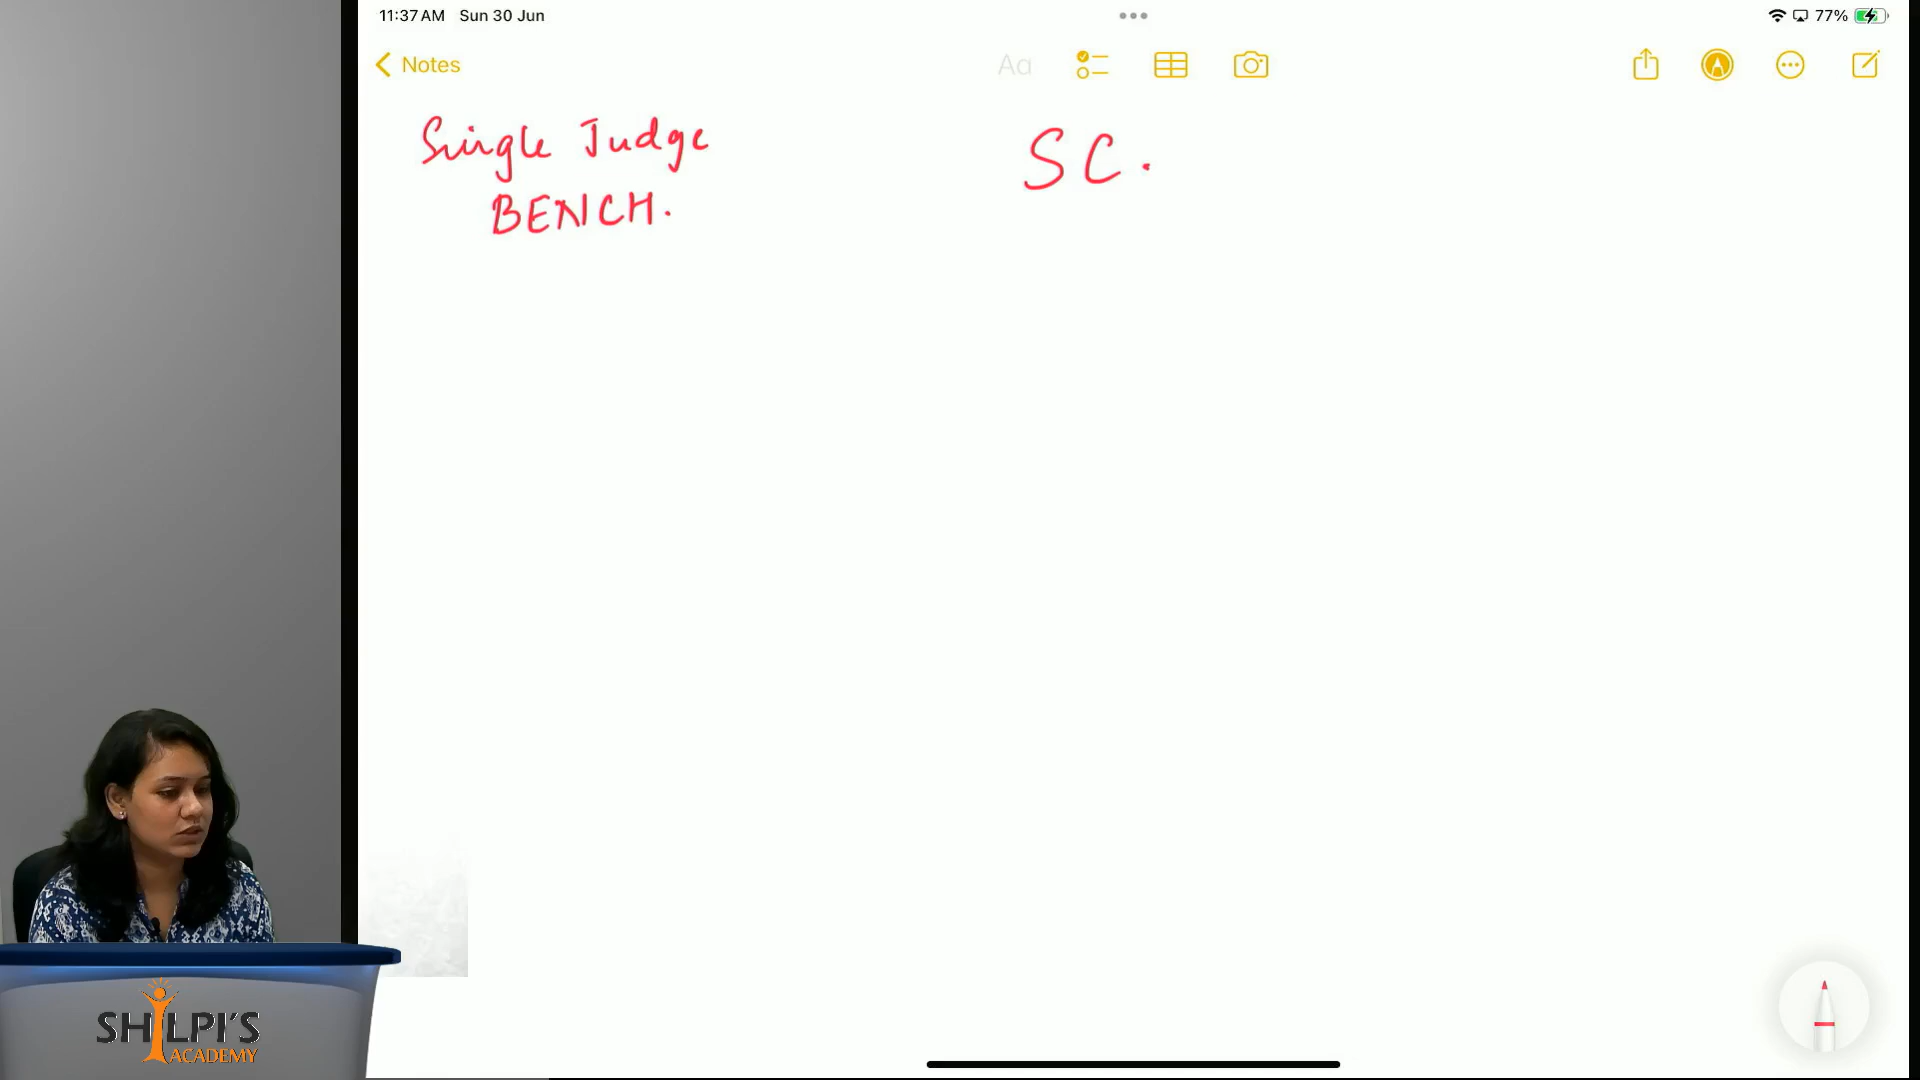 11:37 AM Sun 30 Jun
77%
Notes
Aa
Single Judge
BENCH.
SC.
SHILPI'S
ACADEMY